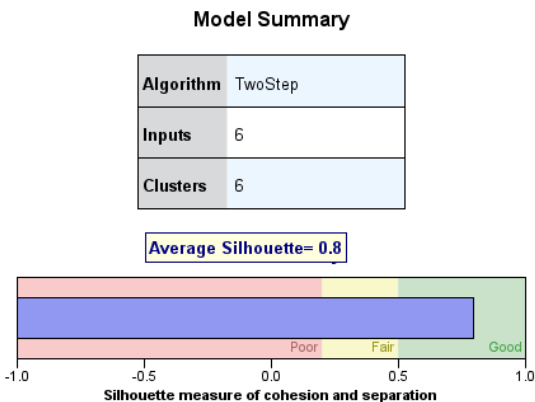 Model Summary
Algorithm TwoStep
Inputs 6
Clusters 6
Average Silhouette= 0.8
Poor Fair Good
-1.0 -0.5 0.0 0.5 1.0
Silhouette measure of cohesion and separation